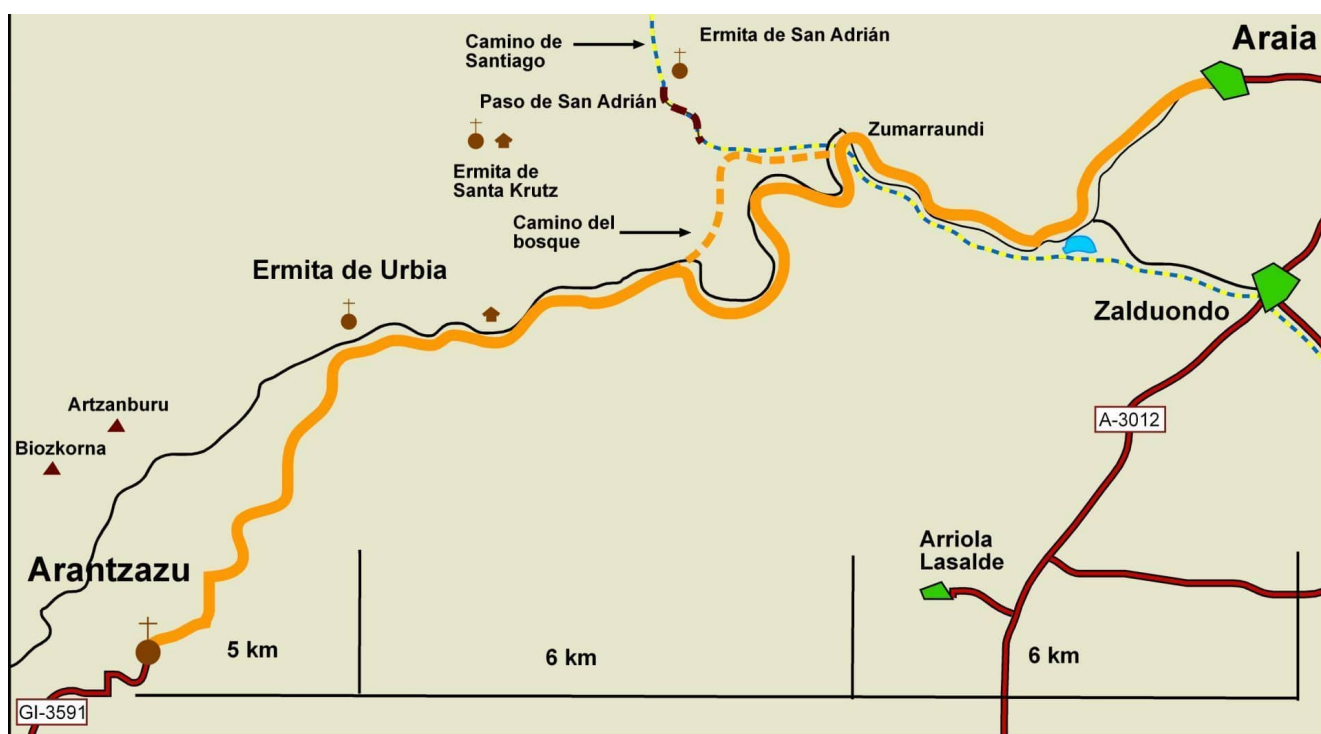 Camino de
Santiago
Ermita de San Adrián
Araia
Paso de San Adrián
Zumarraundi
Ermita de
Santa Krutz
Camino del
bosque
Ermita de Urbia
Zalduondo
Artzanburu
A-3012
Biozkorna
Arriola
Lasalde
Arantzazu
5 km
6 km
6 km
GI-3591